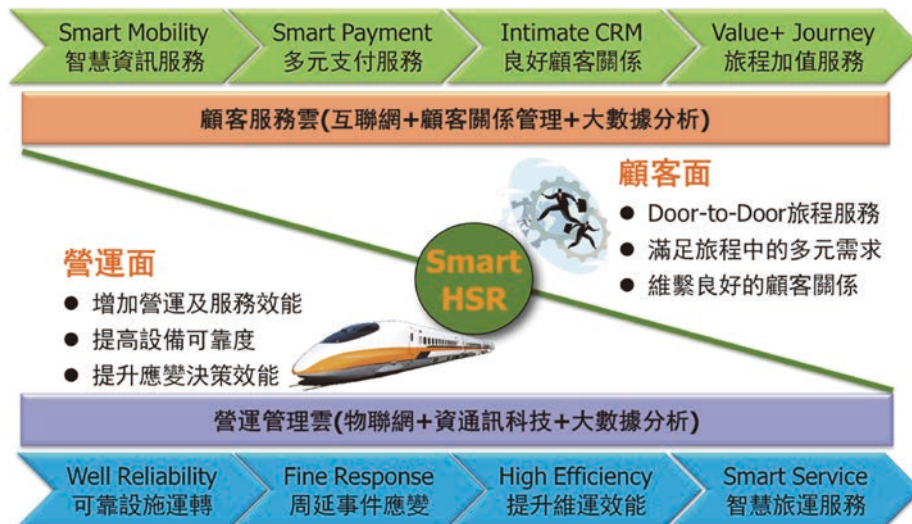 Smart Mobility
智慧資訊服務
Smart Payment
多元支付服務
Intimate CRM
良好顧客關係
Value+ Journey
旅程加值服務
顧客服務雲(互聯網+顧客關係管理+大數據分析)
顧客面
● Door-to-Door旅程服務
● 滿足旅程中的多元需求
● 維繫良好的顧客關係
Smart
HSR
營運面
● 增加營運及服務效能
● 提高設備可靠度
● 提升應變決策效能
營運管理雲(物聯網+資通訊科技+大數據分析)
Well Reliability
可靠設施運轉
Fine Response
周延事件應變
High Efficiency
提升維運效能
Smart Service
智慧旅運服務